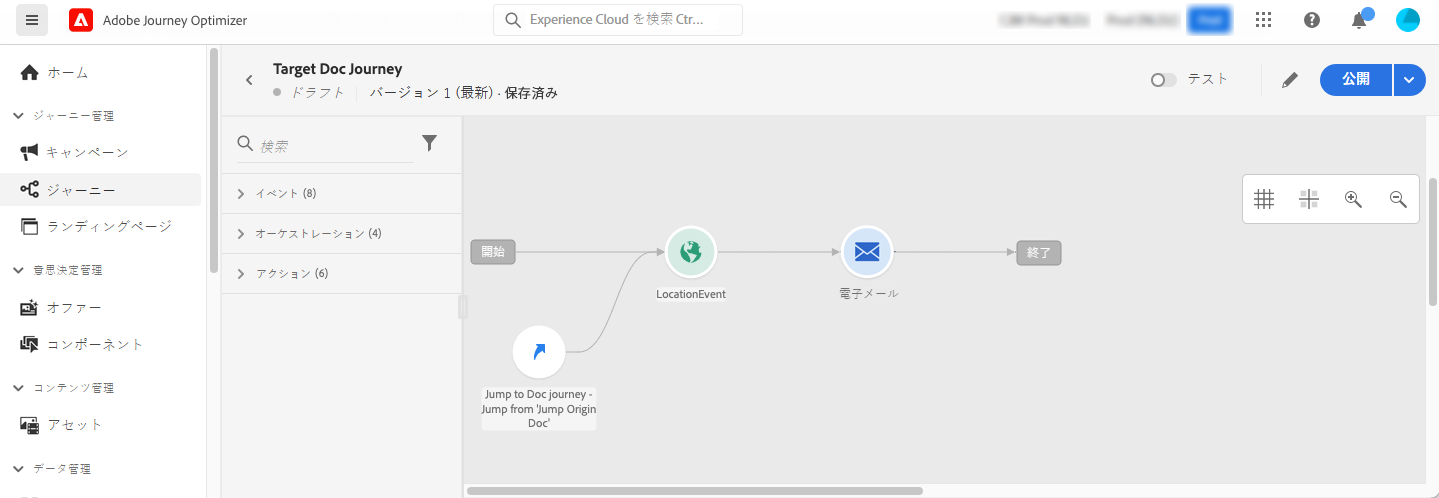 Adobe Journey Optimizer
Experience Cloud を検索 Ctr...
ホーム
ジャーニー管理
キャンペーン
ジャーニー
ランディングページ
意思決定管理
オファー
コンポーネント
コンテンツ管理
アセット
データ管理
Target Doc Journey
ドラフト
バージョン 1 (最新) · 保存済み
テスト
公開
検索
イベント (8)
オーケストレーション (4)
アクション (6)
開始
LocationEvent
電子メール
終了
Jump to Doc journey -
Jump from 'Jump Origin
Doc'